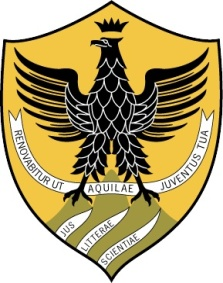 RENOVABITUR UT AQUILAE JUVENTUS TUA
JUS
LITTERAE
SCIENTIAE